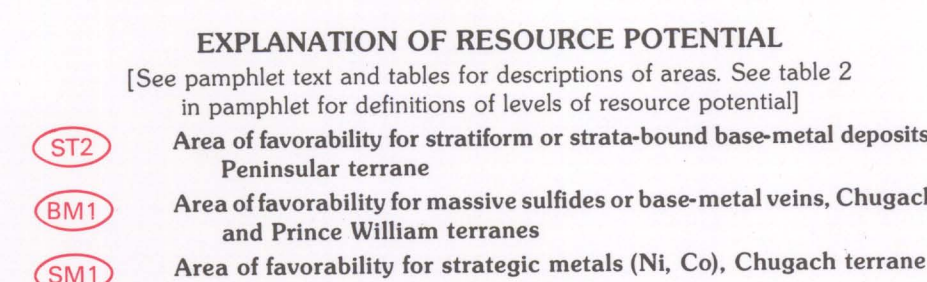 EXPLANATION OF RESOURCE POTENTIAL
[See pamphlet text and tables for descriptions of areas. See table 2
in pamphlet for definitions of levels of resource potential]
ST2 Area of favorability for stratiform or strata-bound base-metal deposits
Peninsular terrane
BM1 Area of favorability for massive sulfides or base-metal veins, Chugach
and Prince William terranes
SM1 Area of favorability for strategic metals (Ni, Co), Chugach terrane